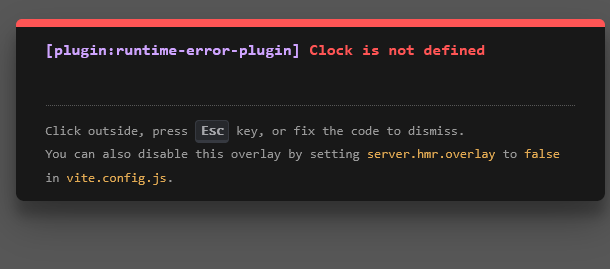 [plugin:runtime-error-plugin] Clock is not defined
Click outside, press Esc key, or fix the code to dismiss.
You can also disable this overlay by setting server.hmr.overlay to false
in vite.config.js.